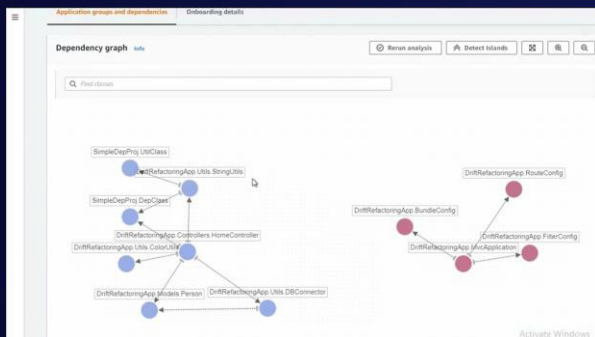 Application groups and dependencies
Onboarding details
Dependency graph Info
Rerun analysis
Detect Islands
Find classes
SimpleDepProj.UtilClass
DriftRefactoringApp.Utils.StringUtils
SimpleDepProj.DepClass
DriftRefactoringApp.Controllers.HomeController
DriftRefactoringApp.Utils.ColorUtils
DriftRefactoringApp.Models.Person
DriftRefactoringApp.Utils.DBConnector
DriftRefactoringApp.RouteConfig
DriftRefactoringApp.BundleConfig
DriftRefactoringApp.FilterConfig
DriftRefactoringApp.MvcApplication
Activate Windows